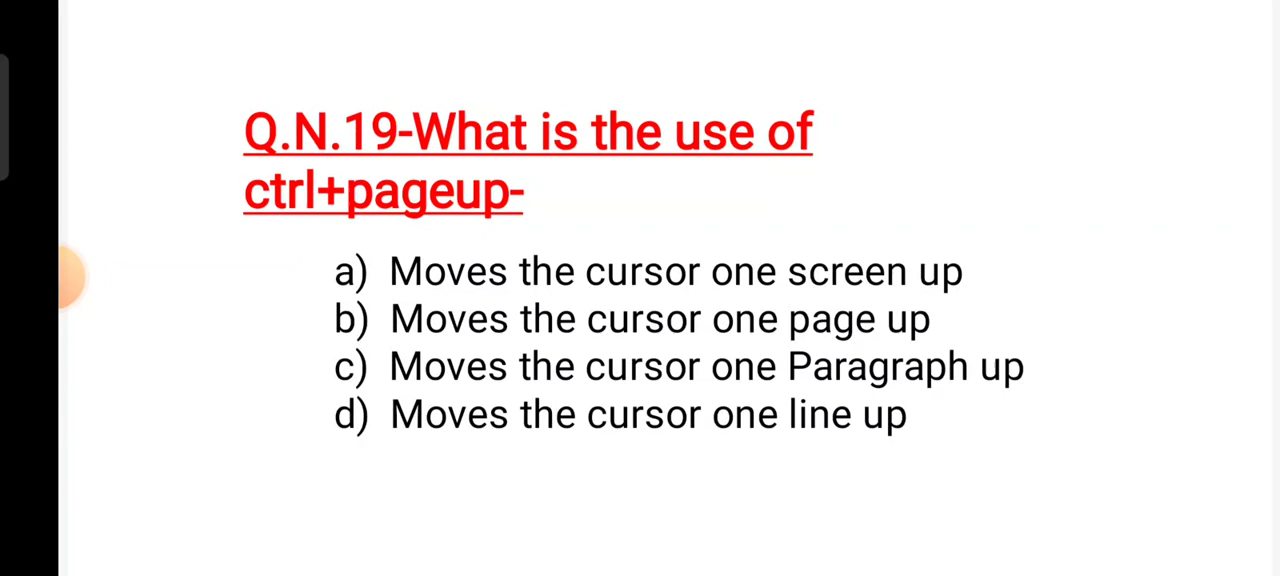 Q.N.19-What is the use of
ctrl+pageup-
a) Moves the cursor one screen up
b) Moves the cursor one page up
c) Moves the cursor one Paragraph up
d) Moves the cursor one line up